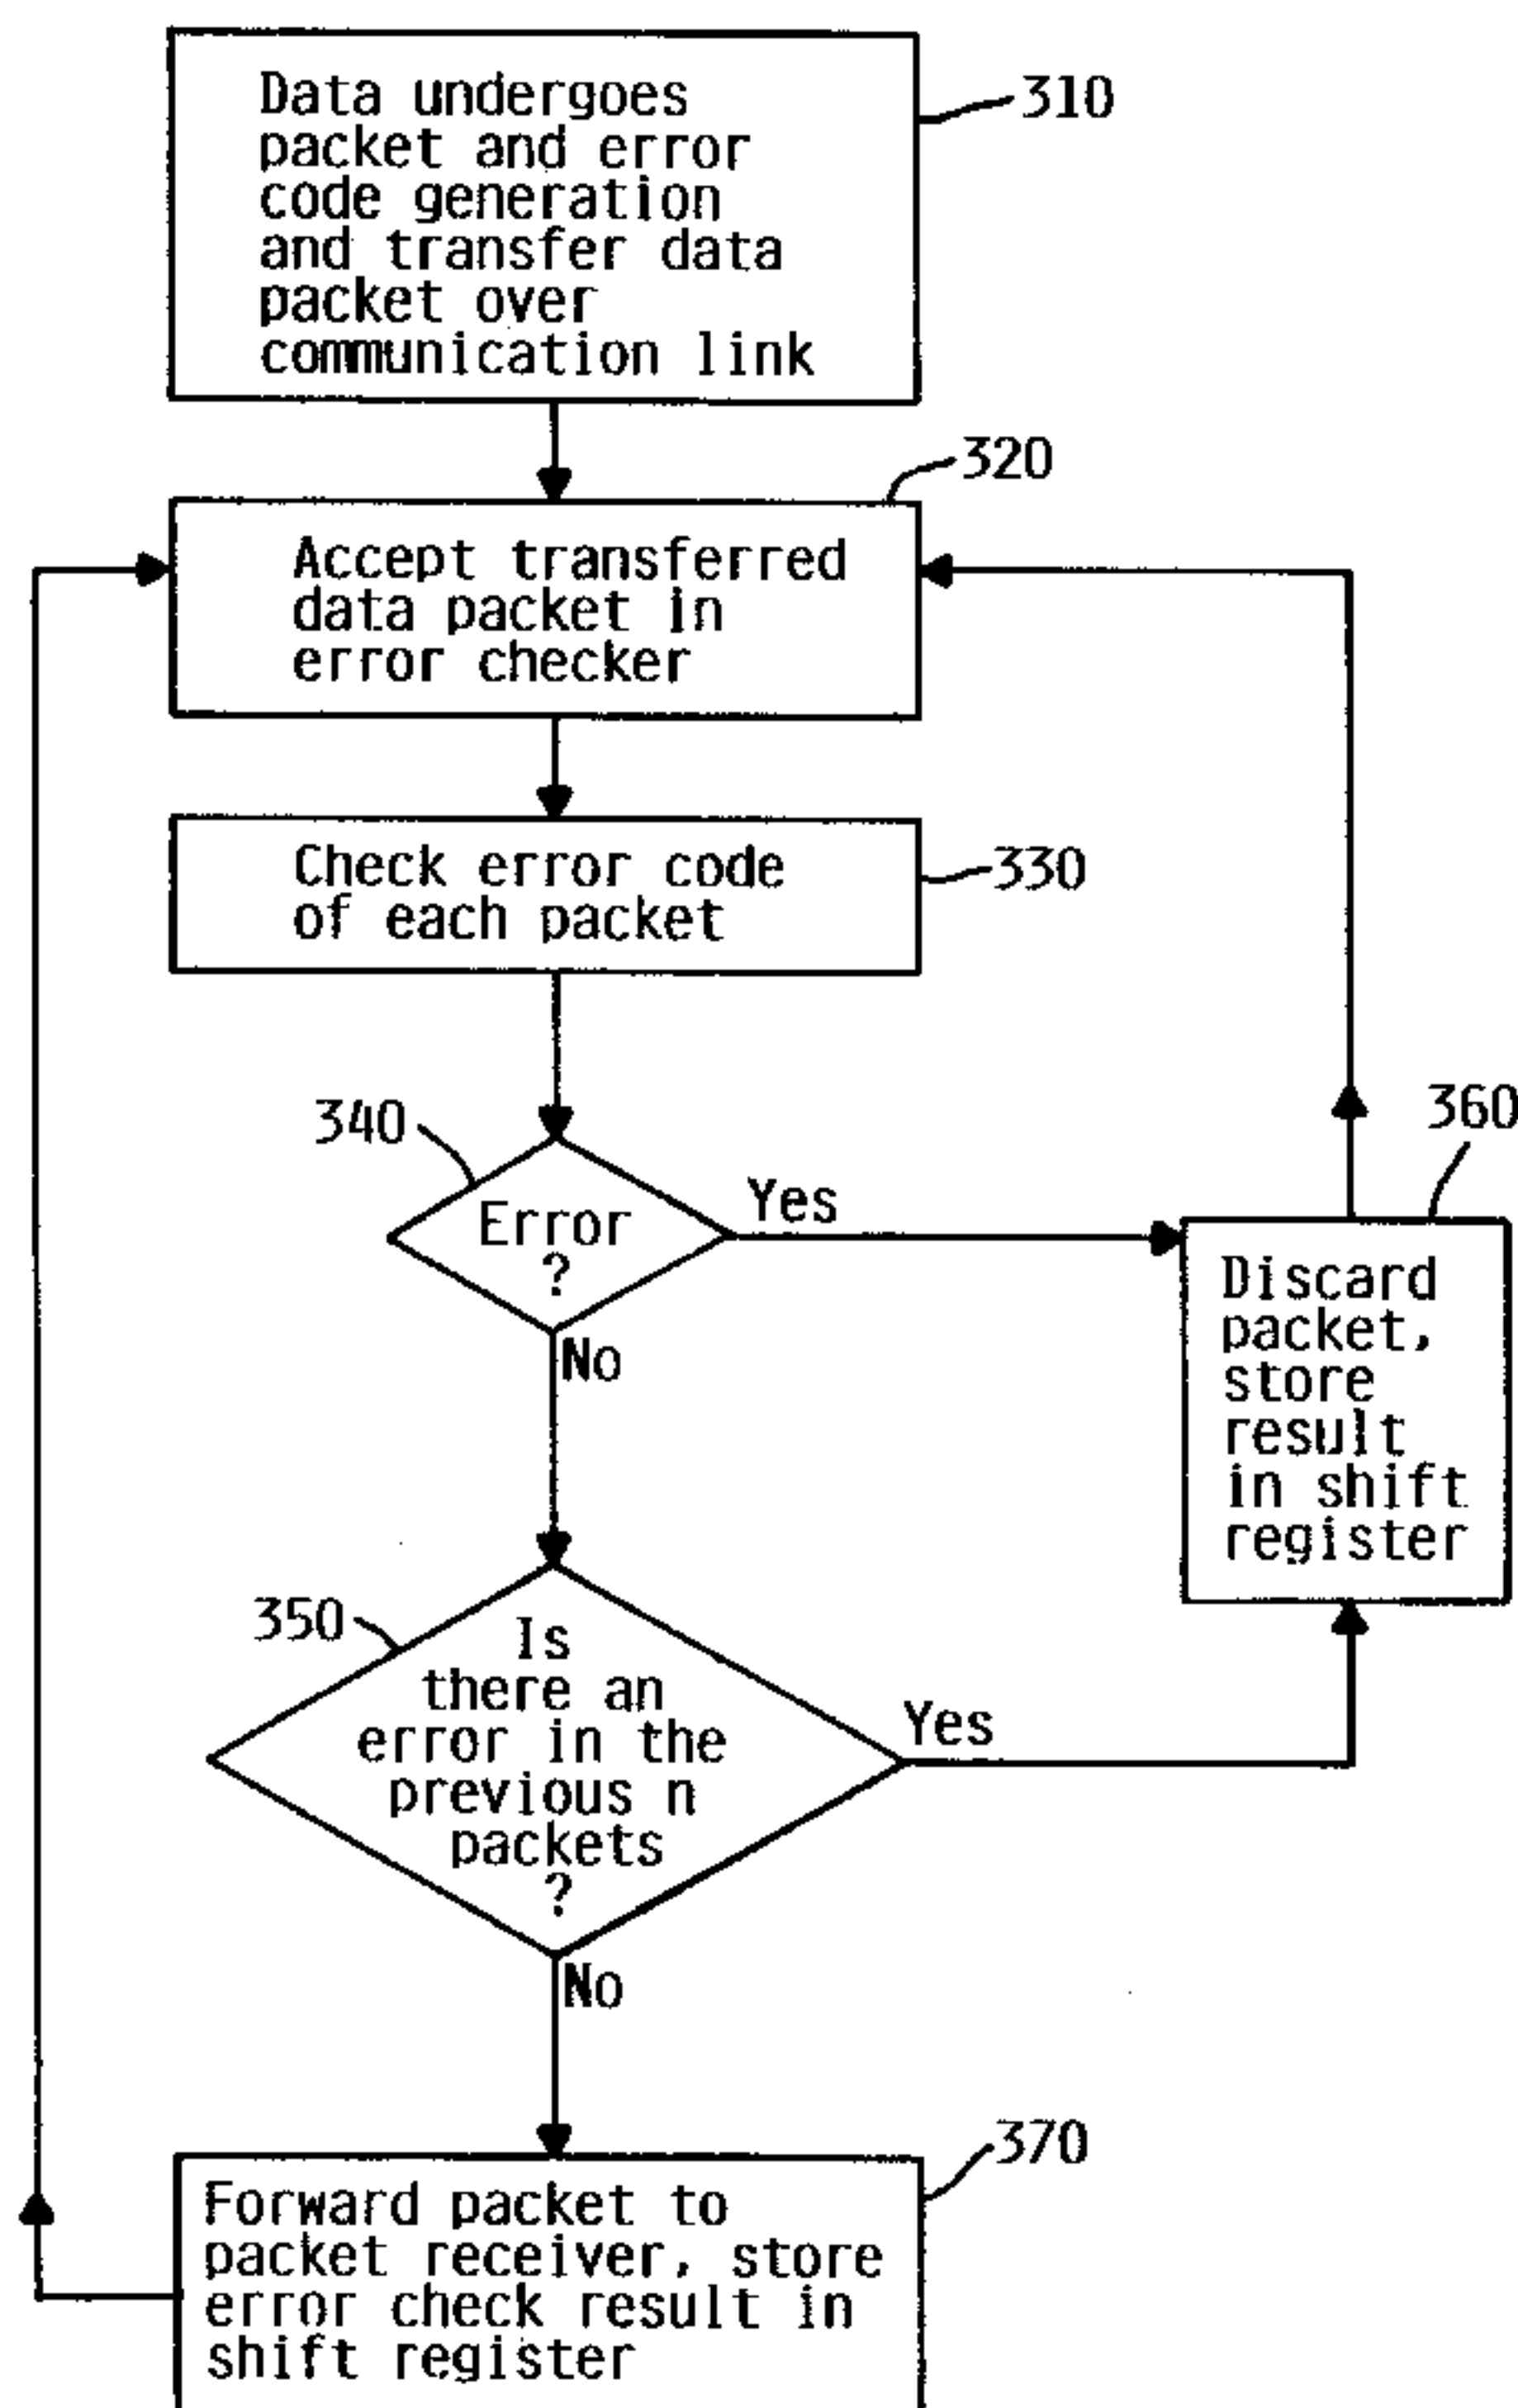 Data undergoes
packet and error
code generation
and transfer data
packet over
communication link
310
320
Accept transferred
data packet in
error checker
Check error code
of each packet
330
340
Error
?
Yes
No
360
Discard
packet,
store
result
in shift
register
350
Is
there an
error in the
previous n
packets
?
Yes
No
370
Forward packet to
packet receiver, store
error check result in
shift register